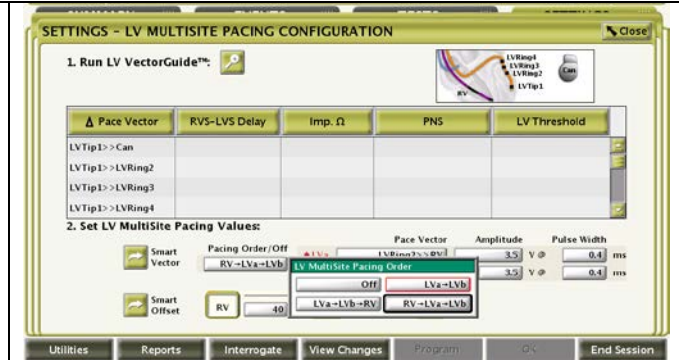 SETTINGS - LV MULTISITE PACING CONFIGURATION
Close
1. Run LV VectorGuide™:
LVRing4
LVRing3
LVRing2
LVTip1
RV
Can
Δ Pace Vector RVS-LVS Delay Imp. Ω PNS LV Threshold
LVTip1>>Can
LVTip1>>LVRing2
LVTip1>>LVRing3
LVTip1>>LVRing4
2. Set LV MultiSite Pacing Values:
Pace Vector Amplitude Pulse Width
Smart Vector
Pacing Order/Off
RV→LVa→LVb
LVa LVRing2>>RV 3.5 V @ 0.4 ms
3.5 V @ 0.4 ms
LV MultiSite Pacing Order
Off LVa→LVb
LVa→LVb→RV RV→LVa→LVb
Smart Offset
RV 40
Utilities Reports Interrogate View Changes Program OK End Session